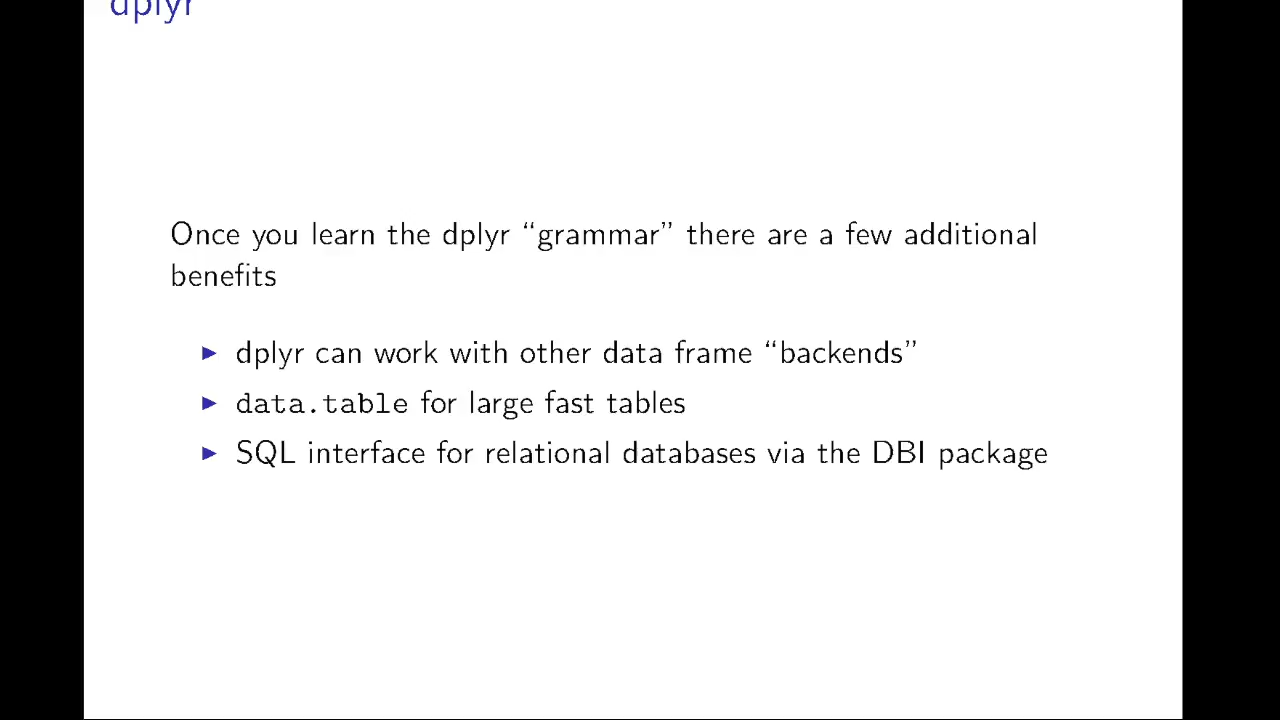 dplyr
Once you learn the dplyr “grammar” there are a few additional
benefits
▶ dplyr can work with other data frame “backends”
▶ data.table for large fast tables
▶ SQL interface for relational databases via the DBI package